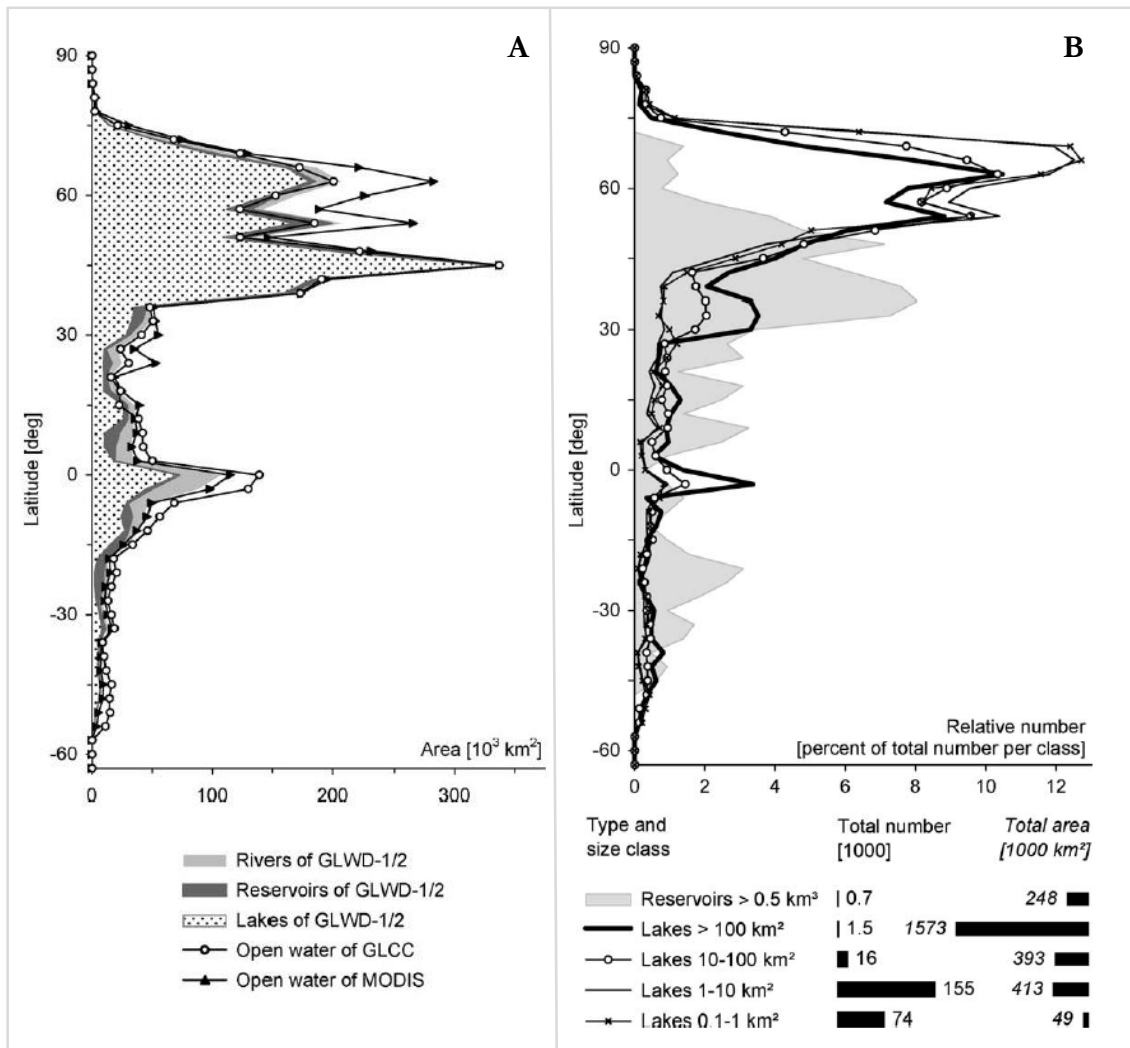 A
90
60
30
0
-30
-60
Latitude [deg]
Area [10³ km²]
0 100 200 300
Rivers of GLWD-1/2
Reservoirs of GLWD-1/2
Lakes of GLWD-1/2
Open water of GLCC
Open water of MODIS
B
90
60
30
0
-30
-60
Latitude [deg]
Relative number
[percent of total number per class]
0 2 4 6 8 10 12
Type and Total number Total area
size class [1000] [1000 km²]
Reservoirs > 0.5 km³ 0.7 248
Lakes > 100 km² 1.5 1573
Lakes 10-100 km² 16 393
Lakes 1-10 km² 155 413
Lakes 0.1-1 km² 74 49